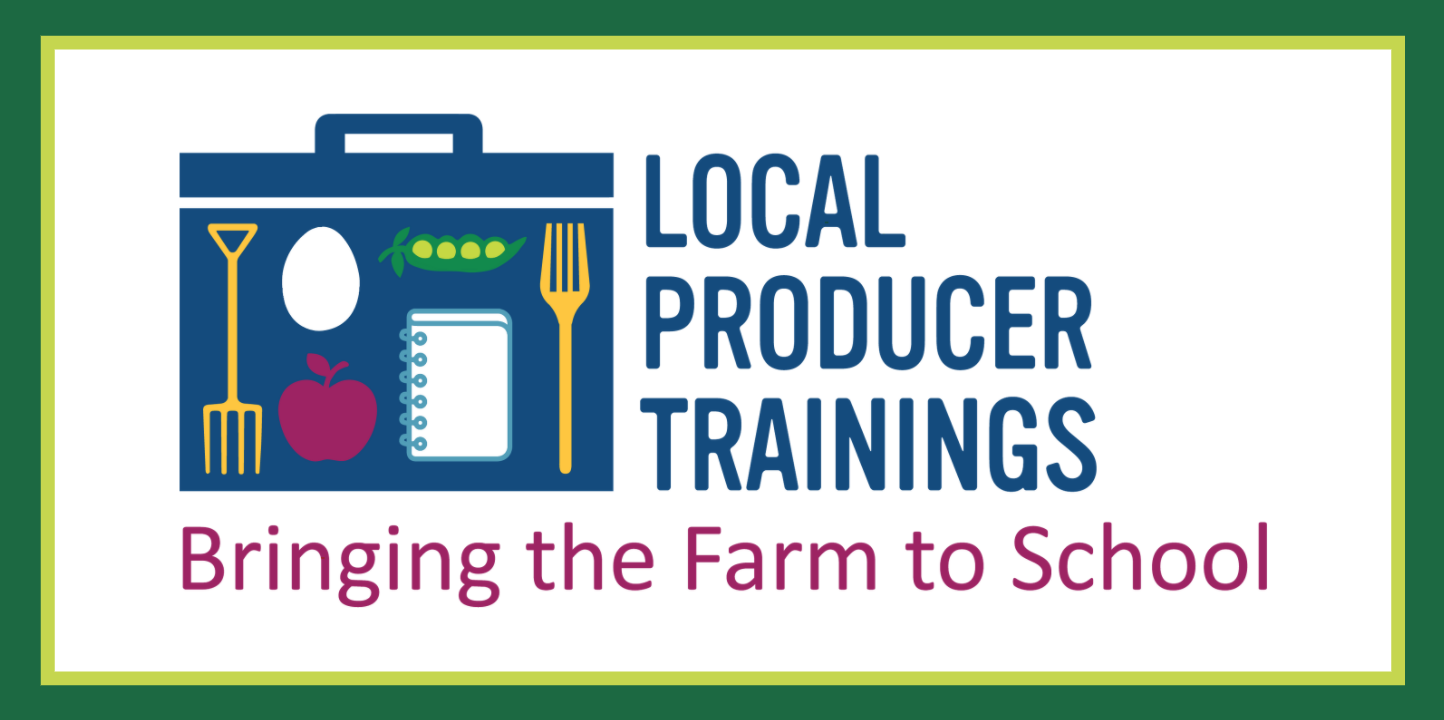 LOCAL
PRODUCER
TRAININGS
Bringing the Farm to School